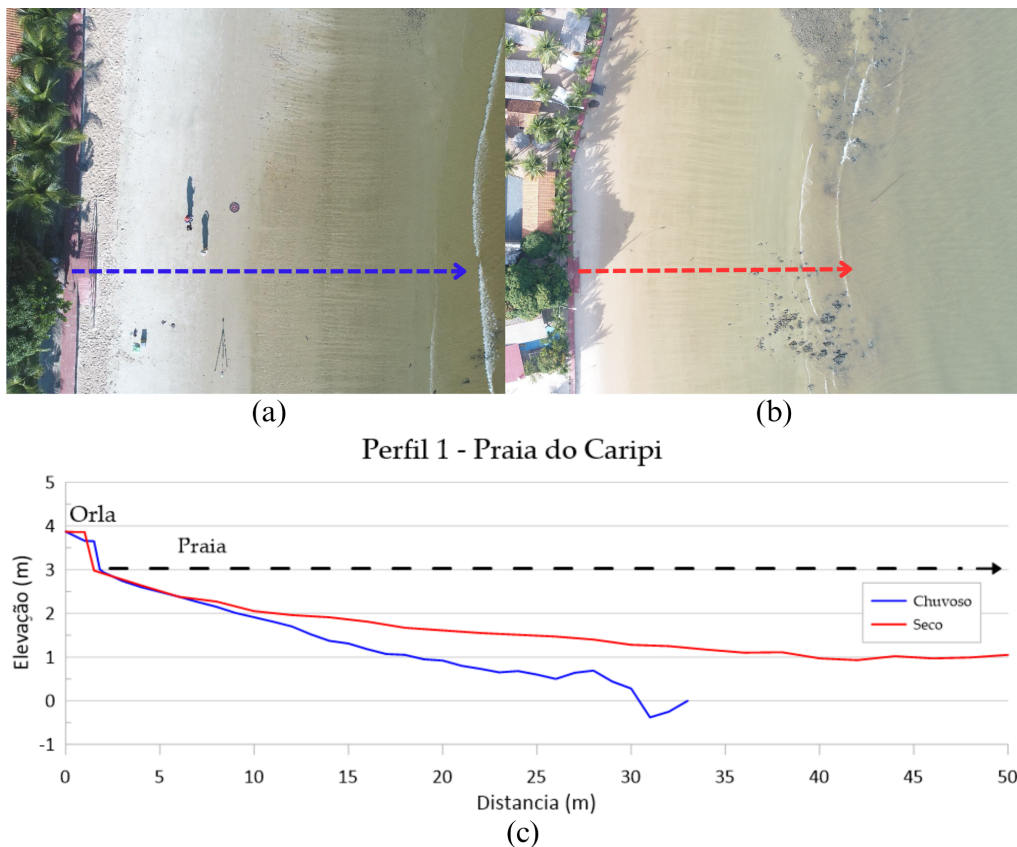 (a)
(b)
Perfil 1 - Praia do Caripi
5
4
3
2
1
0
-1
Elevação (m)
Orla
Praia
Chuvoso
Seco
0 5 10 15 20 25 30 35 40 45 50
Distancia (m)
(c)